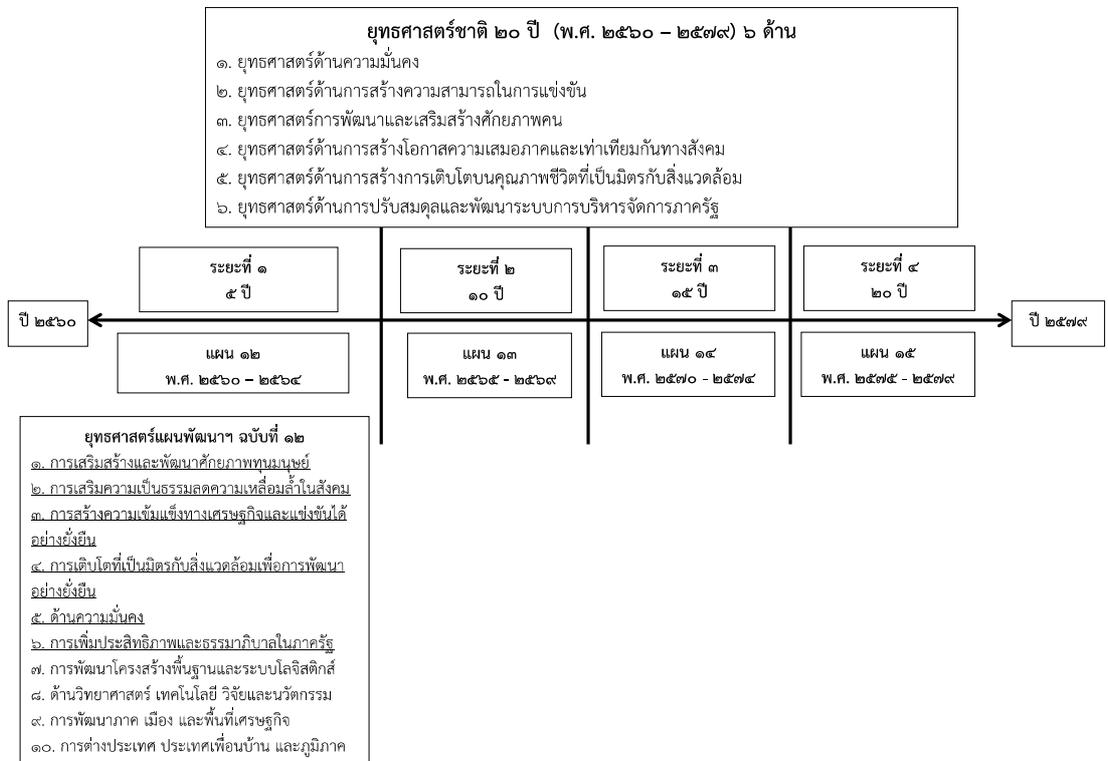 ยุทธศาสตร์ชาติ ๒๐ ปี (พ.ศ. ๒๕๖๐ – ๒๕๗๙) ๖ ด้าน
๑. ยุทธศาสตร์ด้านความมั่นคง
๒. ยุทธศาสตร์ด้านการสร้างความสามารถในการแข่งขัน
๓. ยุทธศาสตร์การพัฒนาและเสริมสร้างศักยภาพคน
๔. ยุทธศาสตร์ด้านการสร้างโอกาสความเสมอภาคและเท่าเทียมกันทางสังคม
๕. ยุทธศาสตร์ด้านการสร้างการเติบโตบนคุณภาพชีวิตที่เป็นมิตรกับสิ่งแวดล้อม
๖. ยุทธศาสตร์ด้านการปรับสมดุลและพัฒนาระบบการบริหารจัดการภาครัฐ
ระยะที่ ๑
๕ ปี
ระยะที่ ๒
๑๐ ปี
ระยะที่ ๓
๑๕ ปี
ระยะที่ ๔
๒๐ ปี
ปี ๒๕๖๐
ปี ๒๕๗๙
แผน ๑๒
พ.ศ. ๒๕๖๐ – ๒๕๖๔
แผน ๑๓
พ.ศ. ๒๕๖๕ - ๒๕๖๙
แผน ๑๔
พ.ศ. ๒๕๗๐ - ๒๕๗๔
แผน ๑๕
พ.ศ. ๒๕๗๕ - ๒๕๗๙
ยุทธศาสตร์แผนพัฒนาฯ ฉบับที่ ๑๒
๑. การเสริมสร้างและพัฒนาศักยภาพทุนมนุษย์
๒. การเสริมความเป็นธรรมลดความเหลื่อมล้ำในสังคม
๓. การสร้างความเข้มแข็งทางเศรษฐกิจและแข่งขันได้
อย่างยั่งยืน
๔. การเติบโตที่เป็นมิตรกับสิ่งแวดล้อมเพื่อการพัฒนา
อย่างยั่งยืน
๕. ด้านความมั่นคง
๖. การเพิ่มประสิทธิภาพและธรรมาภิบาลในภาครัฐ
๗. การพัฒนาโครงสร้างพื้นฐานและระบบโลจิสติกส์
๘. ด้านวิทยาศาสตร์ เทคโนโลยี วิจัยและนวัตกรรม
๙. การพัฒนาภาค เมือง และพื้นที่เศรษฐกิจ
๑๐. การต่างประเทศ ประเทศเพื่อนบ้าน และภูมิภาค